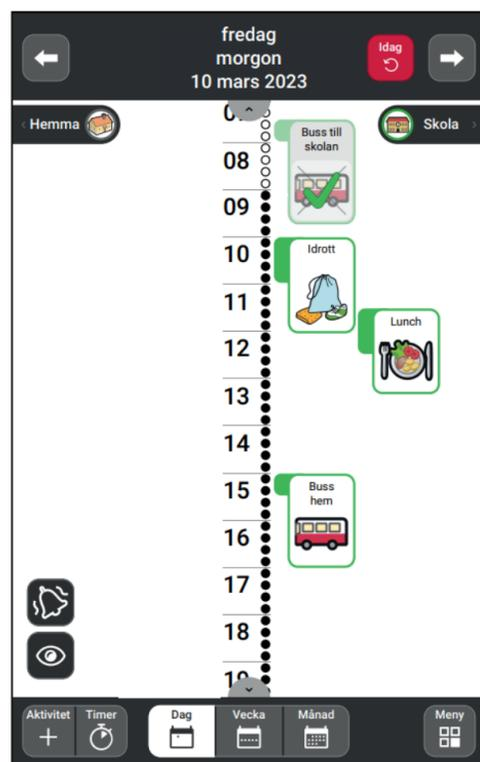 fredag
morgon
10 mars 2023
Idag
Hemma
Skola
Buss till
skolan
08
09
Idrott
10
11
Lunch
12
13
14
Buss
hem
15
16
17
18
19
Aktivitet
Timer
Dag
Vecka
Månad
Meny